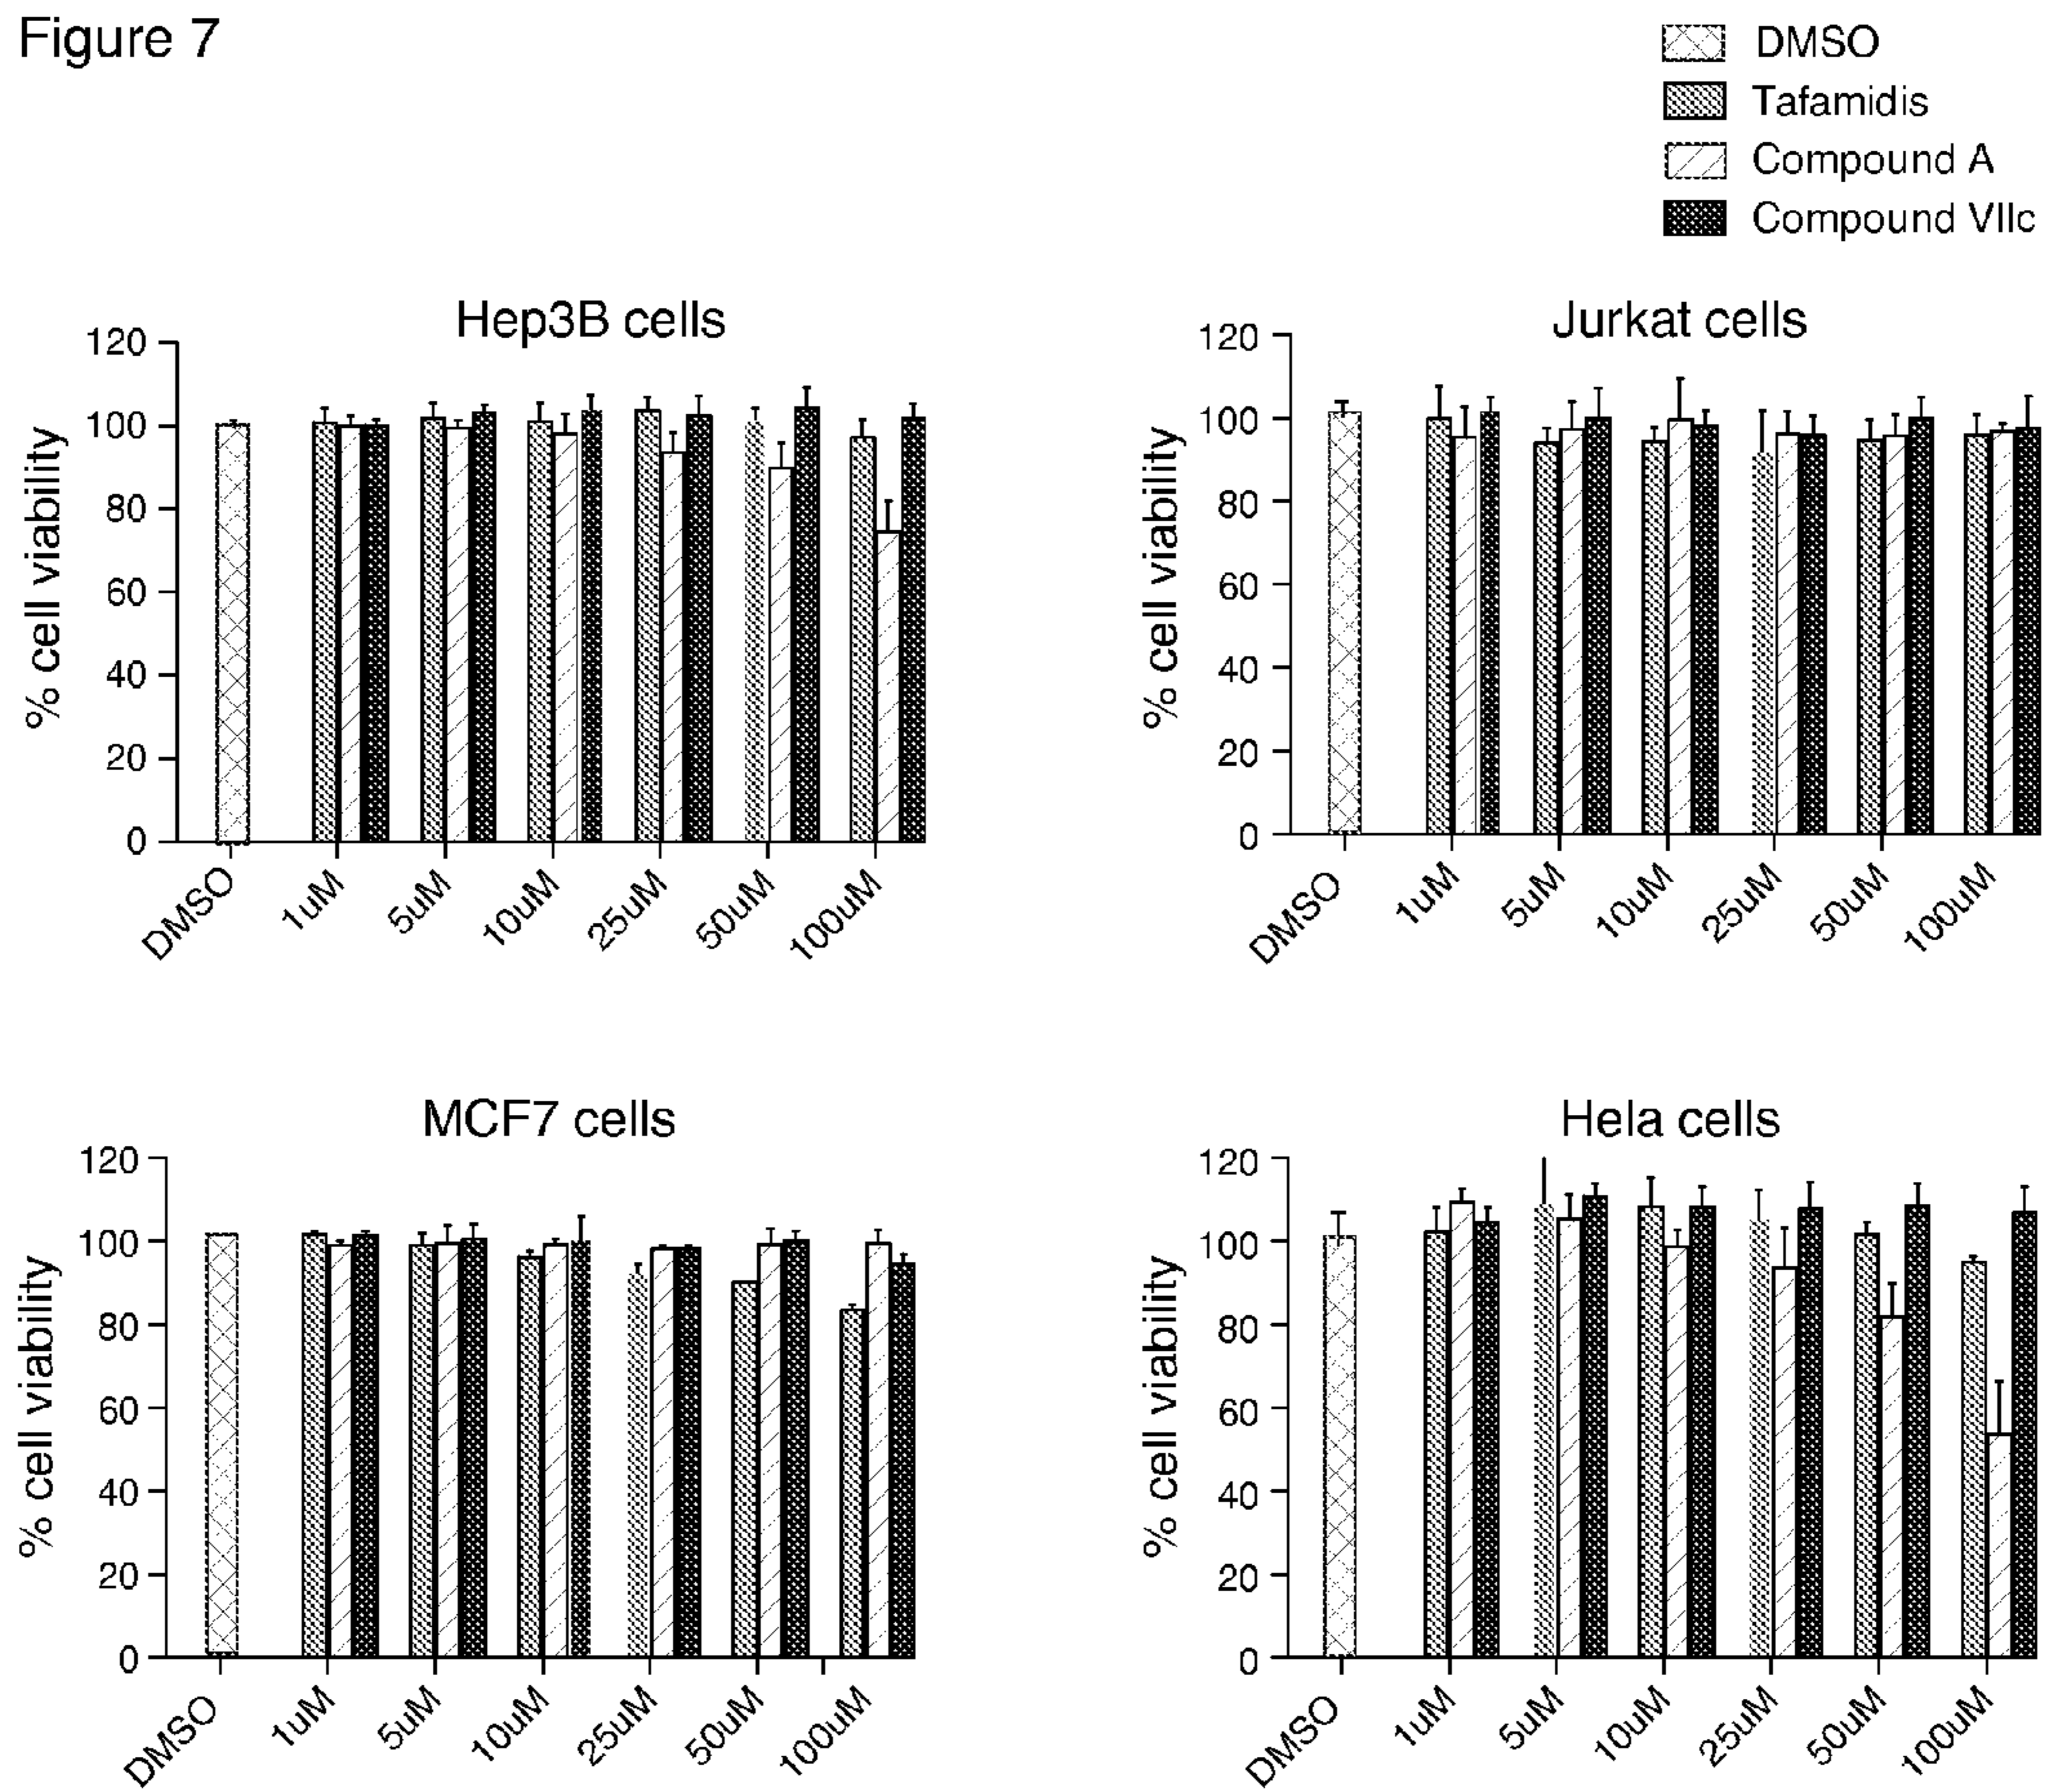 Figure 7
DMSO
Tafamidis
Compound A
Compound VIIc
Hep3B cells
% cell viability
120
100
80
60
40
20
0
DMSO
1uM
5uM
10uM
25uM
50uM
100uM
Jurkat cells
% cell viability
120
100
80
60
40
20
0
DMSO
1uM
5uM
10uM
25uM
50uM
100uM
MCF7 cells
% cell viability
120
100
80
60
40
20
0
DMSO
1uM
5uM
10uM
25uM
50uM
100uM
Hela cells
% cell viability
120
100
80
60
40
20
0
DMSO
1uM
5uM
10uM
25uM
50uM
100uM